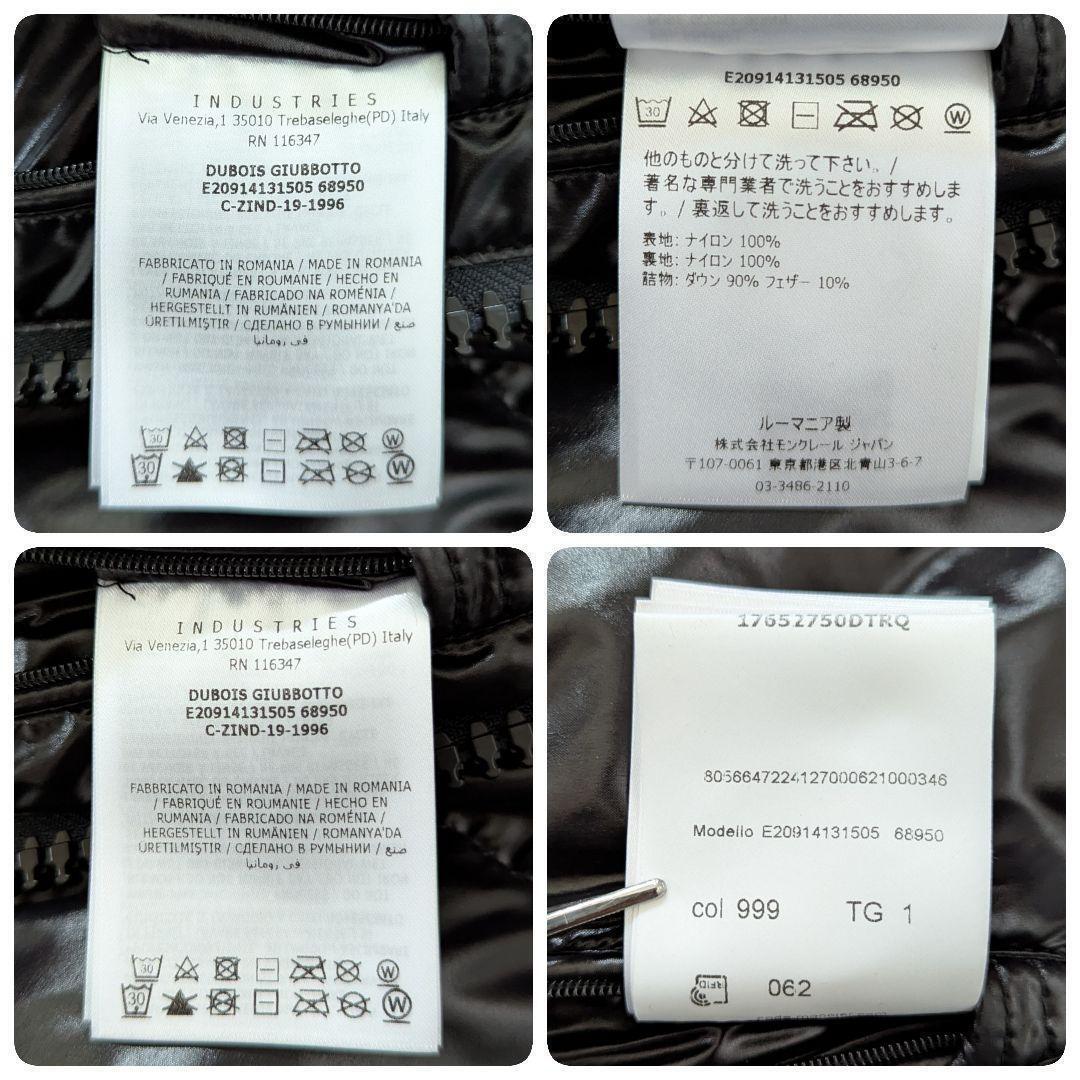 INDUSTRIES
Via Venezia,1 35010 Trebaseleghe(PD) Italy
RN 116347
DUBOIS GIUBBOTTO
E20914131505 68950
C-ZIND-19-1996
FABBRICATO IN ROMANIA / MADE IN ROMANIA
/ FABRIQUÉ EN ROUMANIE / HECHO EN
RUMANIA / FABRICADO NA ROMÉNIA /
HERGESTELLT IN RUMÄNIEN / ROMANYA'DA
ÜRETILMIŞTIR / СДЕЛАНО В РУМЫНИИ / صنع
في رومانيا
30
W
30
W
E20914131505 68950
30
W
他のものと分けて洗って下さい。/
著名な専門業者で洗うことをおすすめしま
す。/ 裏返して洗うことをおすすめします。
表地: ナイロン 100%
裏地: ナイロン 100%
詰物: ダウン 90% フェザー 10%
ルーマニア製
株式会社モンクレール ジャパン
〒107-0061 東京都港区北青山3-6-7
03-3486-2110
INDUSTRIES
Via Venezia,1 35010 Trebaseleghe(PD) Italy
RN 116347
DUBOIS GIUBBOTTO
E20914131505 68950
C-ZIND-19-1996
FABBRICATO IN ROMANIA / MADE IN ROMANIA
/ FABRIQUÉ EN ROUMANIE / HECHO EN
RUMANIA / FABRICADO NA ROMÉNIA /
HERGESTELLT IN RUMÄNIEN / ROMANYA'DA
ÜRETILMIŞTIR / СДЕЛАНО В РУМЫНИИ / صنع
في رومانيا
30
W
30
W
17652750DTRQ
8056647224127000621000346
Modello E20914131505 68950
col 999 TG 1
RFID 062